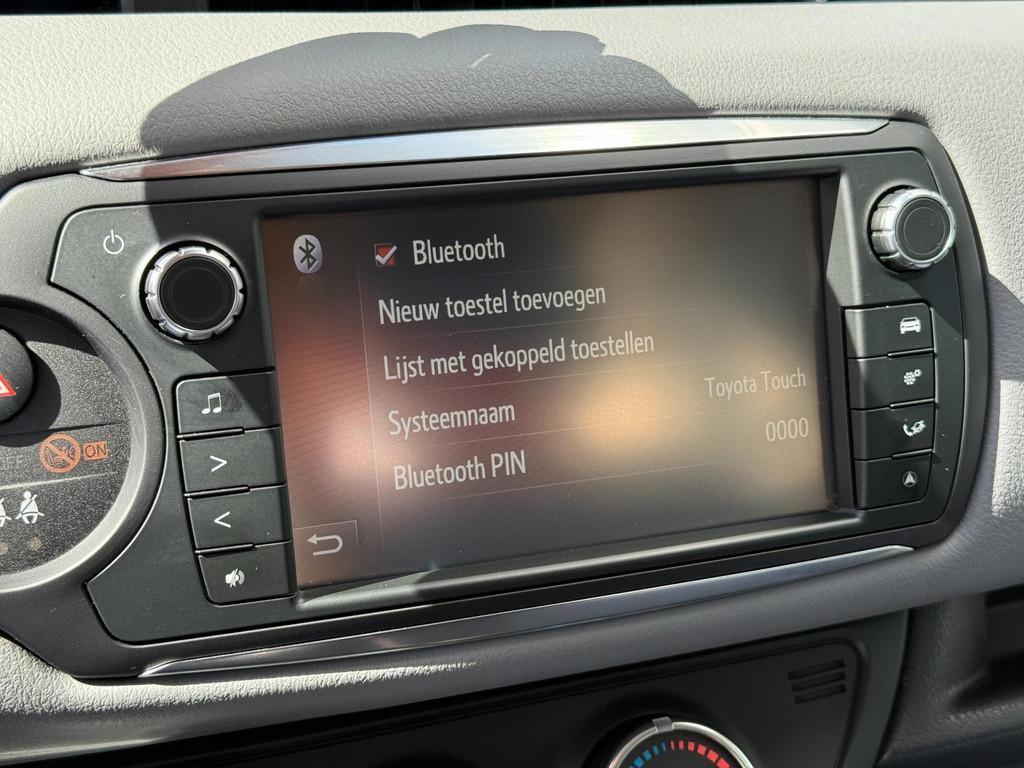 Bluetooth
Nieuw toestel toevoegen
Lijst met gekoppeld toestellen
Systeemnaam Toyota Touch
Bluetooth PIN 0000
ON